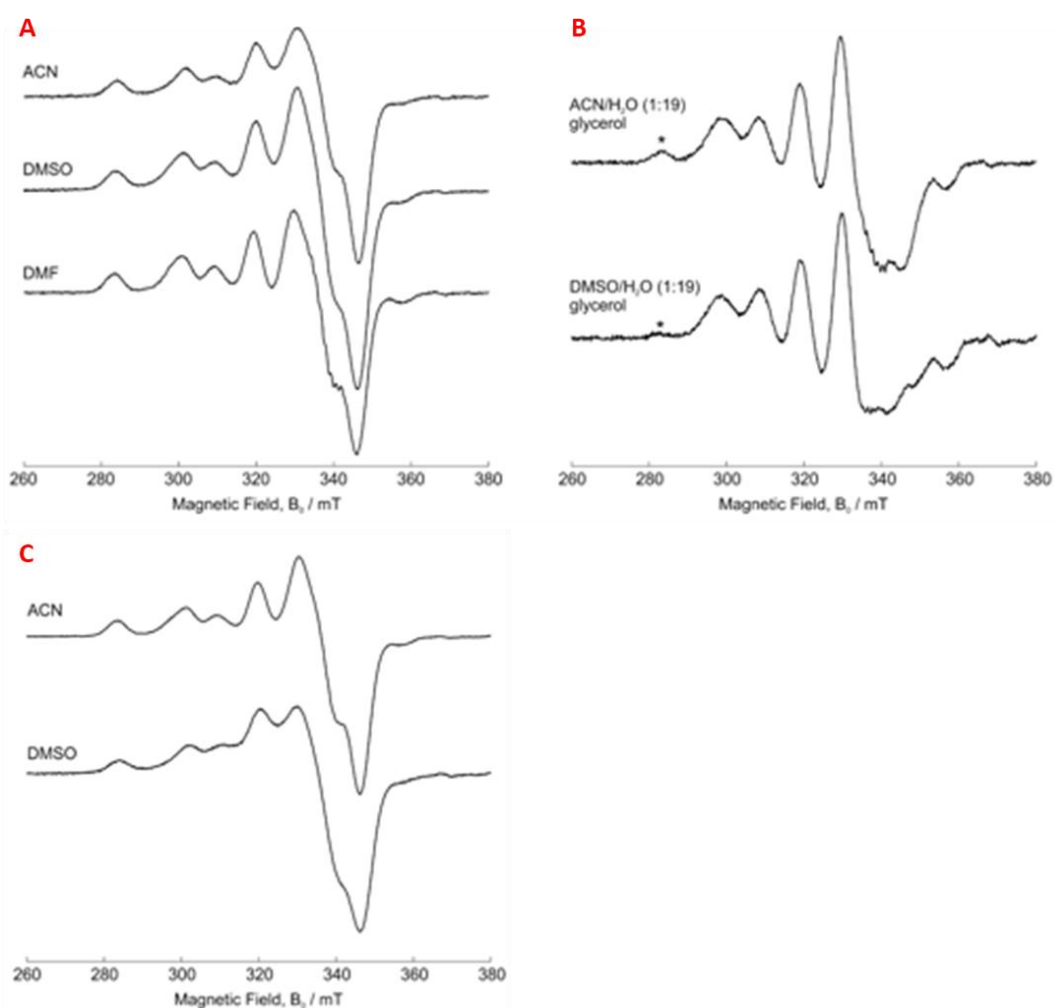 A
ACN
DMSO
DMF
260 280 300 320 340 360 380
Magnetic Field, B₀ / mT
B
ACN/H₂O (1:19)
glycerol
*
DMSO/H₂O (1:19)
glycerol
*
260 280 300 320 340 360 380
Magnetic Field, B₀ / mT
C
ACN
DMSO
260 280 300 320 340 360 380
Magnetic Field, B₀ / mT